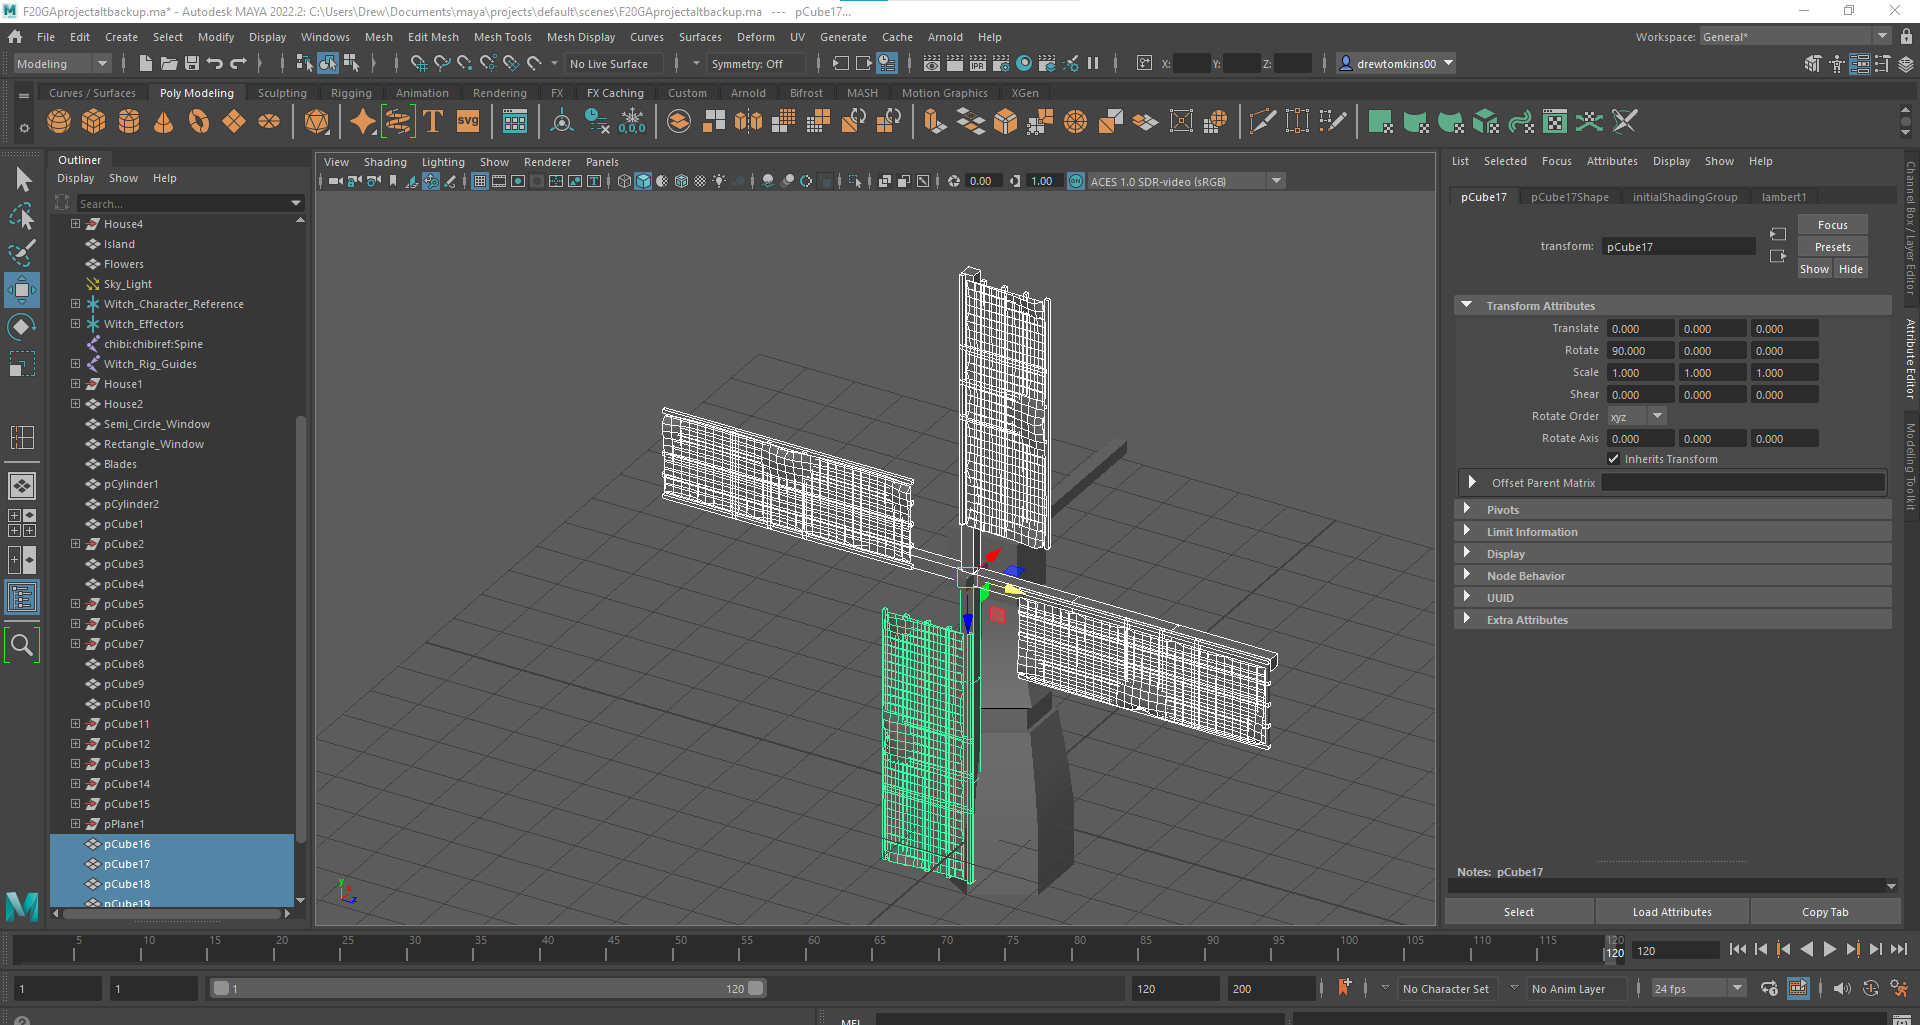 F20GAprojectaltbackup.ma* - Autodesk MAYA 2022.2: C:\Users\Drew\Documents\maya\projects\default\scenes\F20GAprojectaltbackup.ma --- pCube17...
File Edit Create Select Modify Display Windows Mesh Edit Mesh Mesh Tools Mesh Display Curves Surfaces Deform UV Generate Cache Arnold Help
Workspace: General*
Modeling
No Live Surface
Symmetry: Off
X: Y: Z:
drewtomkins00
Curves / Surfaces Poly Modeling Sculpting Rigging Animation Rendering FX FX Caching Custom Arnold Bifrost MASH Motion Graphics XGen
T svg
0,0,0
IPR
Outliner
Display Show Help
Search...
House4
Island
Flowers
Sky_Light
Witch_Character_Reference
Witch_Effectors
chibi:chibiref:Spine
Witch_Rig_Guides
House1
House2
Semi_Circle_Window
Rectangle_Window
Blades
pCylinder1
pCylinder2
pCube1
pCube2
pCube3
pCube4
pCube5
pCube6
pCube7
pCube8
pCube9
pCube10
pCube11
pCube12
pCube13
pCube14
pCube15
pPlane1
pCube16
pCube17
pCube18
pCube19
View Shading Lighting Show Renderer Panels
0.00 1.00 ACES 1.0 SDR-video (sRGB)
y x z
List Selected Focus Attributes Display Show Help
pCube17 pCube17Shape initialShadingGroup lambert1
transform: pCube17
Focus
Presets
Show Hide
Transform Attributes
Translate 0.000 0.000 0.000
Rotate 90.000 0.000 0.000
Scale 1.000 1.000 1.000
Shear 0.000 0.000 0.000
Rotate Order xyz
Rotate Axis 0.000 0.000 0.000
Inherits Transform
Offset Parent Matrix
Pivots
Limit Information
Display
Node Behavior
UUID
Extra Attributes
Notes: pCube17
Select Load Attributes Copy Tab
Channel Box / Layer Editor
Attribute Editor
Modeling Toolkit
5 10 15 20 25 30 35 40 45 50 55 60 65 70 75 80 85 90 95 100 105 110 115 120
120
120
1 1 1 120 120 200
No Character Set
No Anim Layer
24 fps
MEL